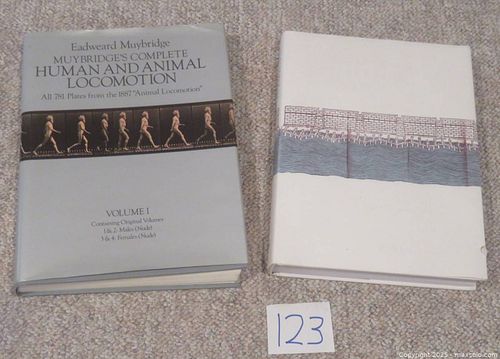 Eadweard Muybridge
MUYBRIDGE'S COMPLETE
HUMAN AND ANIMAL
LOCOMOTION
All 781 Plates from the 1887 "Animal Locomotion"
VOLUME I
Containing Original Volumes
1 & 2: Males (Nude)
3 & 4: Females (Nude)
123
Copyright 2025 - maxsold.com